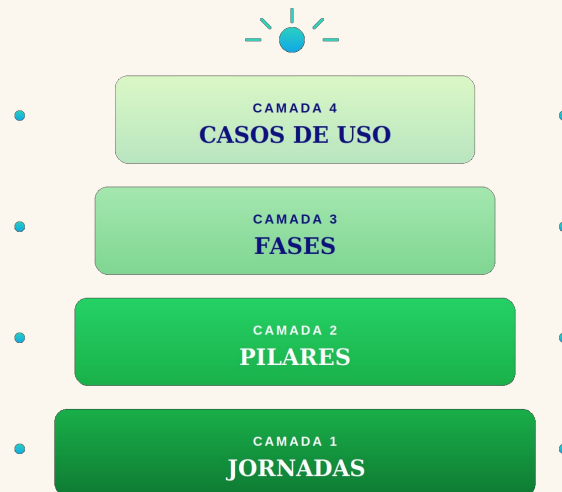 CAMADA 4
CASOS DE USO
CAMADA 3
FASES
CAMADA 2
PILARES
CAMADA 1
JORNADAS